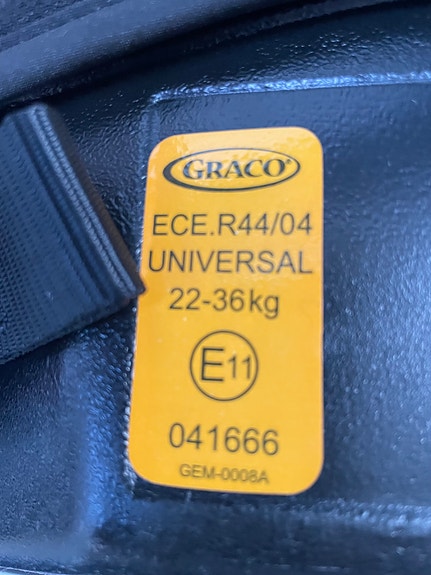 GRACO®
ECE.R44/04
UNIVERSAL
22-36kg
E11
041666
GEM-0008A